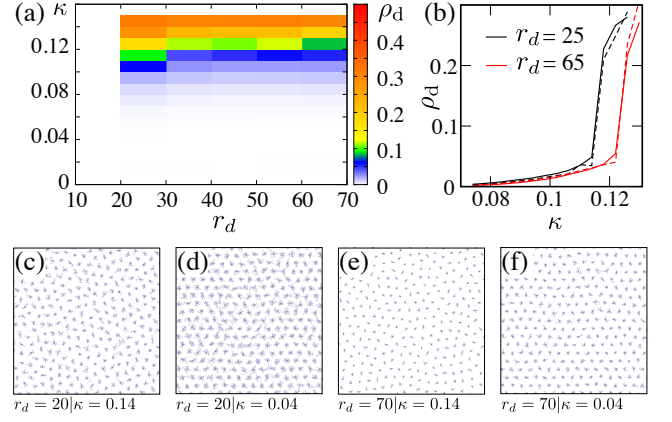 (a) κ ρd (b)
0.12
0.08
0.04
0
10 20 30 40 50 60 70
rd
0.4
0.3
0.2
0.1
0
ρd
0.2
0.1
0
0.08 0.1 0.12
κ
rd = 25
rd = 65
(c) (d) (e) (f)
rd = 20|κ = 0.14 rd = 20|κ = 0.04 rd = 70|κ = 0.14 rd = 70|κ = 0.04